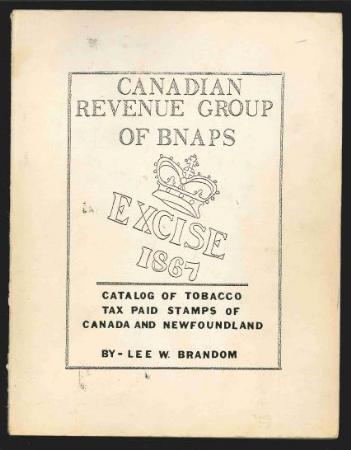 CANADIAN
REVENUE GROUP
OF BNAPS
EXCISE
1867
CATALOG OF TOBACCO
TAX PAID STAMPS OF
CANADA AND NEWFOUNDLAND
BY - LEE W. BRANDOM